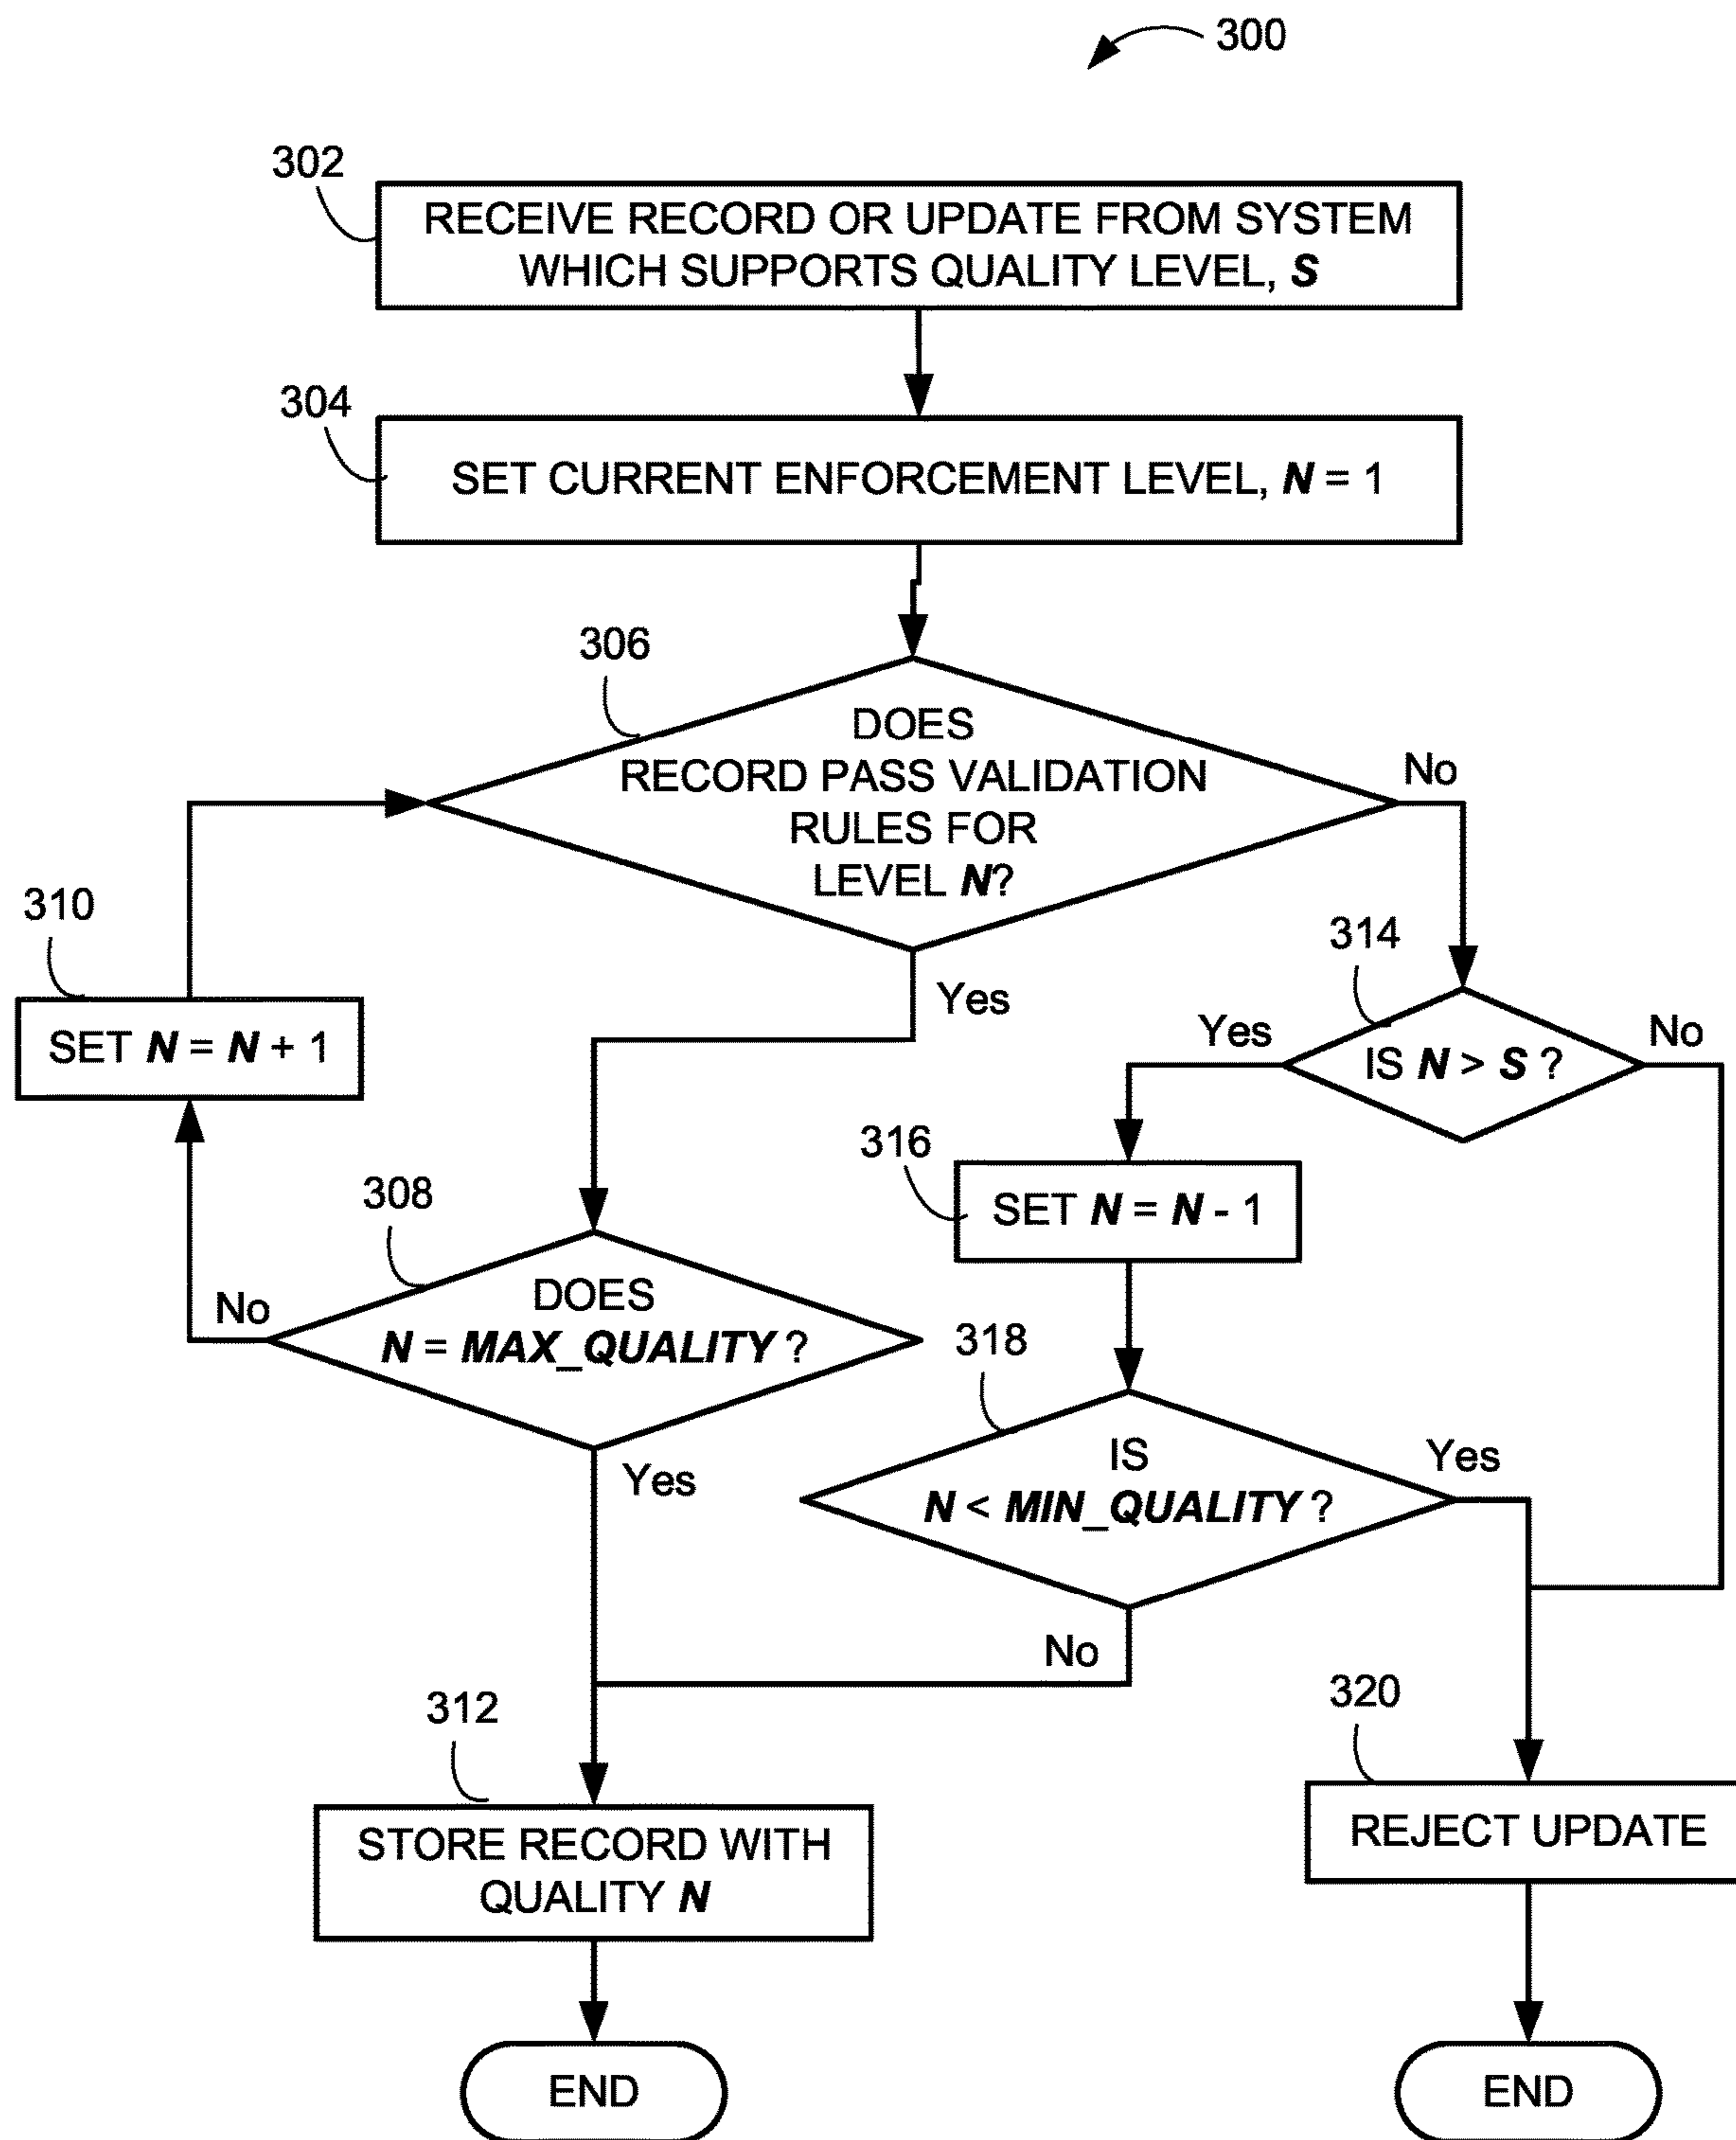 300
302
RECEIVE RECORD OR UPDATE FROM SYSTEM
WHICH SUPPORTS QUALITY LEVEL, S
304
SET CURRENT ENFORCEMENT LEVEL, N = 1
306
DOES
RECORD PASS VALIDATION
RULES FOR
LEVEL N?
No
Yes
310
SET N = N + 1
314
IS N > S ?
Yes
No
316
SET N = N - 1
308
DOES
N = MAX_QUALITY ?
No
Yes
318
IS
N < MIN_QUALITY ?
Yes
No
312
STORE RECORD WITH
QUALITY N
320
REJECT UPDATE
END
END